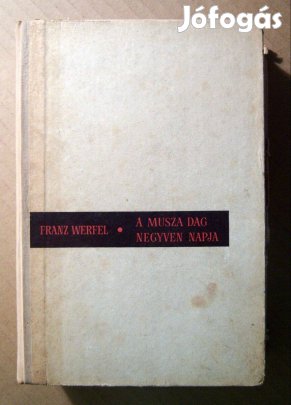 Jófogás
FRANZ WERFEL • A MUSZA DAG
NEGYVEN NAPJA